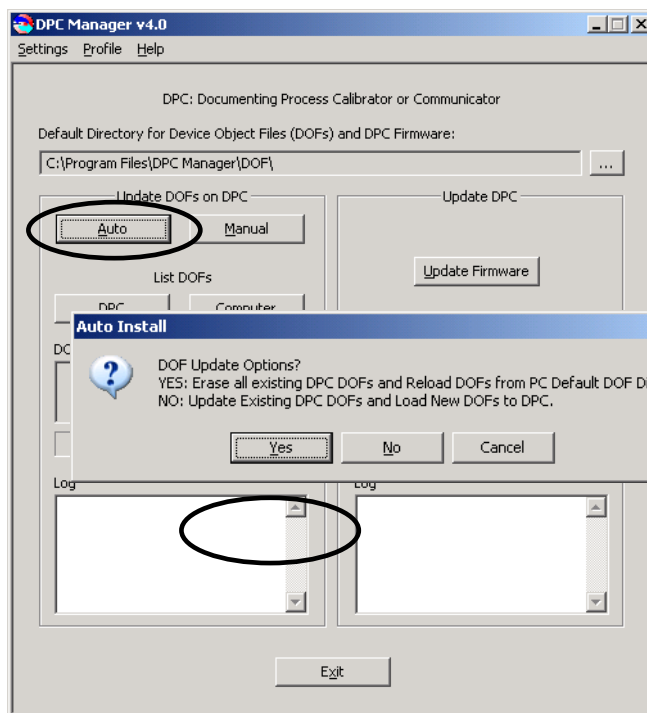 DPC Manager v4.0
Settings Profile Help
DPC: Documenting Process Calibrator or Communicator
Default Directory for Device Object Files (DOFs) and DPC Firmware:
C:\Program Files\DPC Manager\DOF\ ...
Update DOFs on DPC Update DPC
Auto Manual
Update Firmware
List DOFs
DPC Computer
Auto Install
DO
DOF Update Options?
YES: Erase all existing DPC DOFs and Reload DOFs from PC Default DOF Di
NO: Update Existing DPC DOFs and Load New DOFs to DPC.
Yes No Cancel
Log Log
Exit